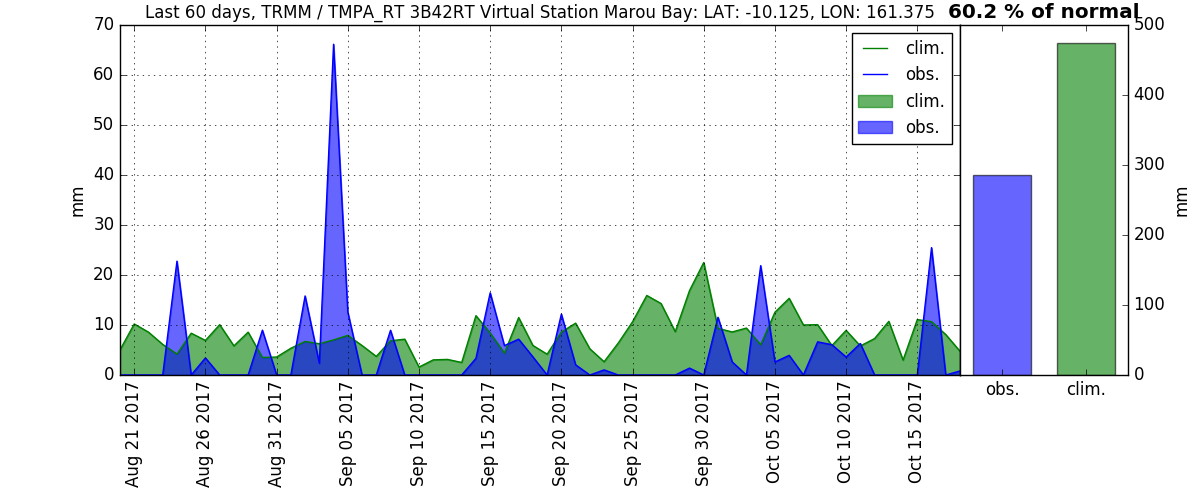 Last 60 days, TRMM / TMPA_RT 3B42RT Virtual Station Marou Bay: LAT: -10.125, LON: 161.375 60.2 % of normal
70
60
50
40
30
20
10
0
mm
clim.
obs.
clim.
obs.
500
400
300
200
100
0
mm
Aug 21 2017
Aug 26 2017
Aug 31 2017
Sep 05 2017
Sep 10 2017
Sep 15 2017
Sep 20 2017
Sep 25 2017
Sep 30 2017
Oct 05 2017
Oct 10 2017
Oct 15 2017
obs.
clim.